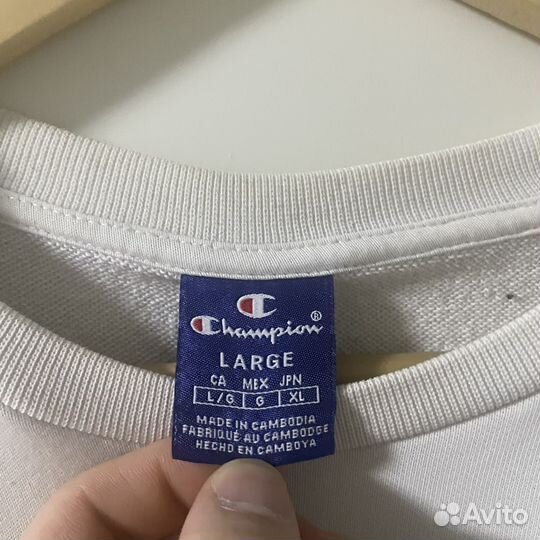 Champion®
LARGE
CA MEX JPN
L/G G XL
MADE IN CAMBODIA
FABRIQUÉ AU CAMBODGE
HECHO EN CAMBOYA
Avito